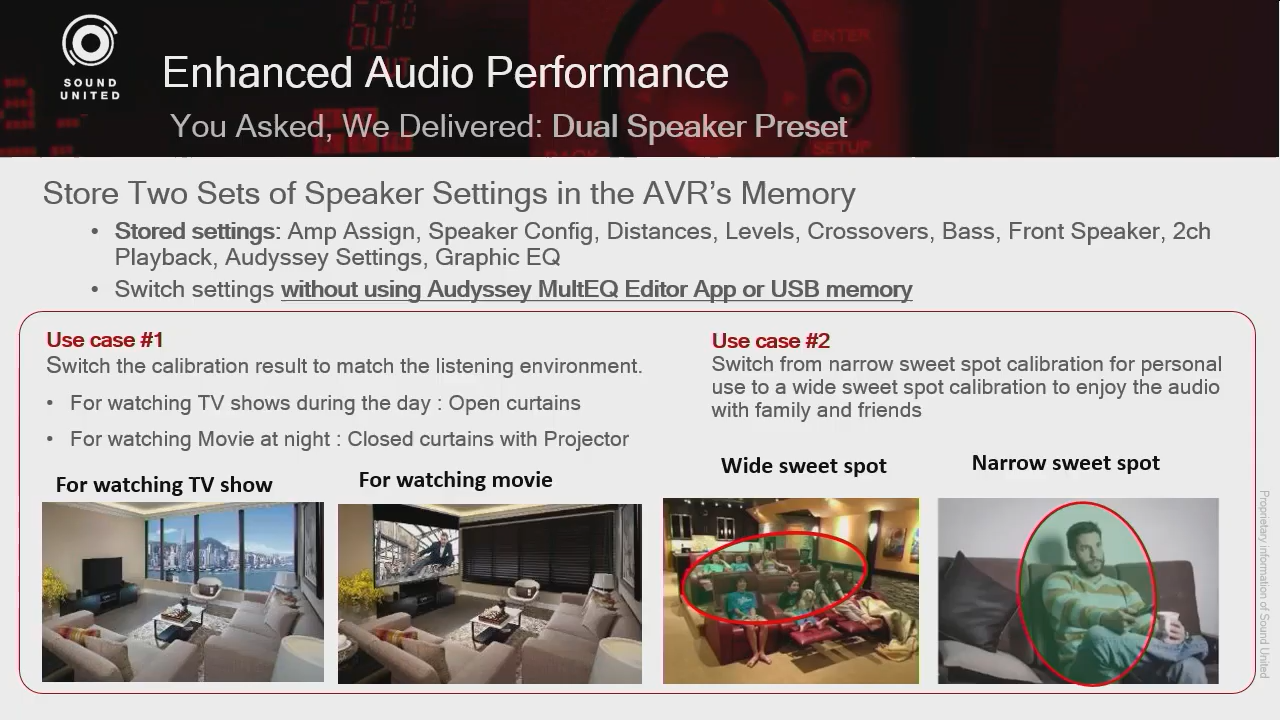 SOUND
UNITED
Enhanced Audio Performance
You Asked, We Delivered: Dual Speaker Preset
60.0
ENTER
BACK
SETUP
Store Two Sets of Speaker Settings in the AVR's Memory
• Stored settings: Amp Assign, Speaker Config, Distances, Levels, Crossovers, Bass, Front Speaker, 2ch
Playback, Audyssey Settings, Graphic EQ
• Switch settings without using Audyssey MultEQ Editor App or USB memory
Use case #1
Switch the calibration result to match the listening environment.
• For watching TV shows during the day : Open curtains
• For watching Movie at night : Closed curtains with Projector
For watching TV show
For watching movie
Use case #2
Switch from narrow sweet spot calibration for personal
use to a wide sweet spot calibration to enjoy the audio
with family and friends
Wide sweet spot
Narrow sweet spot
Proprietary information of Sound United